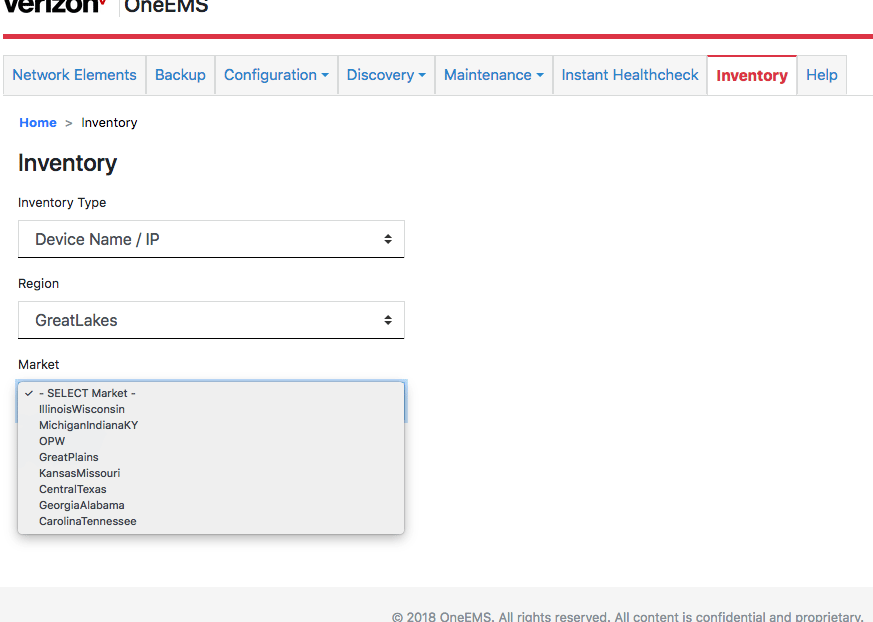 verizon OneEMS
Network Elements Backup Configuration Discovery Maintenance Instant Healthcheck Inventory Help
Home > Inventory
Inventory
Inventory Type
Device Name / IP
Region
GreatLakes
Market
✓ - SELECT Market -
IllinoisWisconsin
MichiganIndianaKY
OPW
GreatPlains
KansasMissouri
CentralTexas
GeorgiaAlabama
CarolinaTennessee
© 2018 OneEMS. All rights reserved. All content is confidential and proprietary.